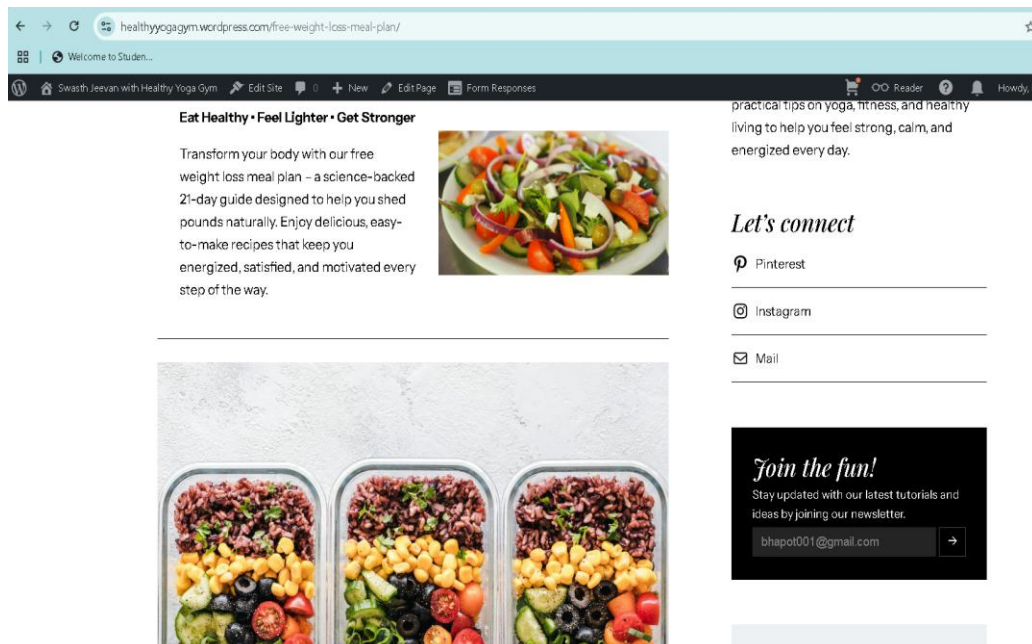 healthyyogagym.wordpress.com/free-weight-loss-meal-plan/
Welcome to Studen...
Swasth Jeevan with Healthy Yoga Gym Edit Site 0 New Edit Page Form Responses Reader Howdy,
Eat Healthy • Feel Lighter • Get Stronger
Transform your body with our free
weight loss meal plan – a science-backed
21-day guide designed to help you shed
pounds naturally. Enjoy delicious, easy-
to-make recipes that keep you
energized, satisfied, and motivated every
step of the way.
practical tips on yoga, fitness, and healthy
living to help you feel strong, calm, and
energized every day.
Let's connect
Pinterest
Instagram
Mail
Join the fun!
Stay updated with our latest tutorials and
ideas by joining our newsletter.
bhapot001@gmail.com